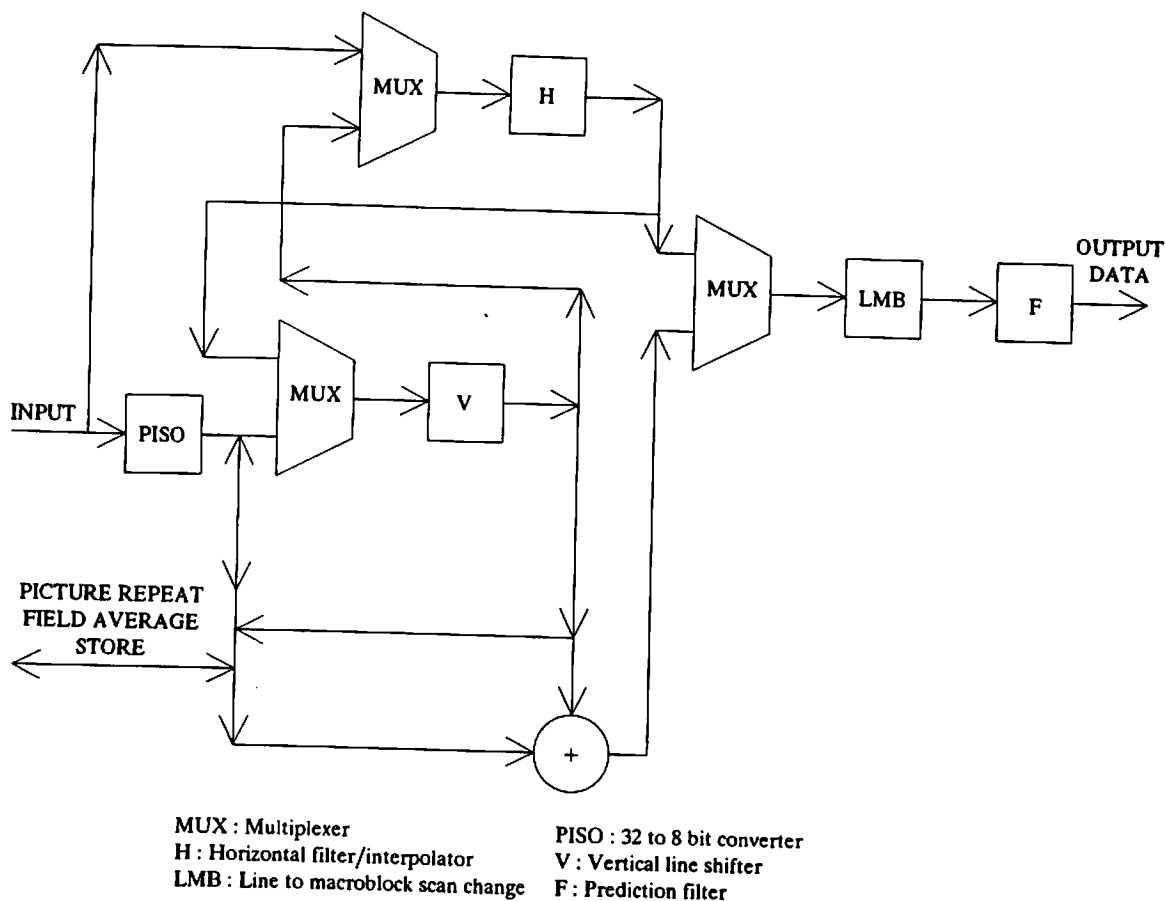 MUX
H
OUTPUT
DATA
MUX
LMB
F
MUX
V
INPUT
PISO
PICTURE REPEAT
FIELD AVERAGE
STORE
+
MUX : Multiplexer
PISO : 32 to 8 bit converter
H : Horizontal filter/interpolator
V : Vertical line shifter
LMB : Line to macroblock scan change
F : Prediction filter